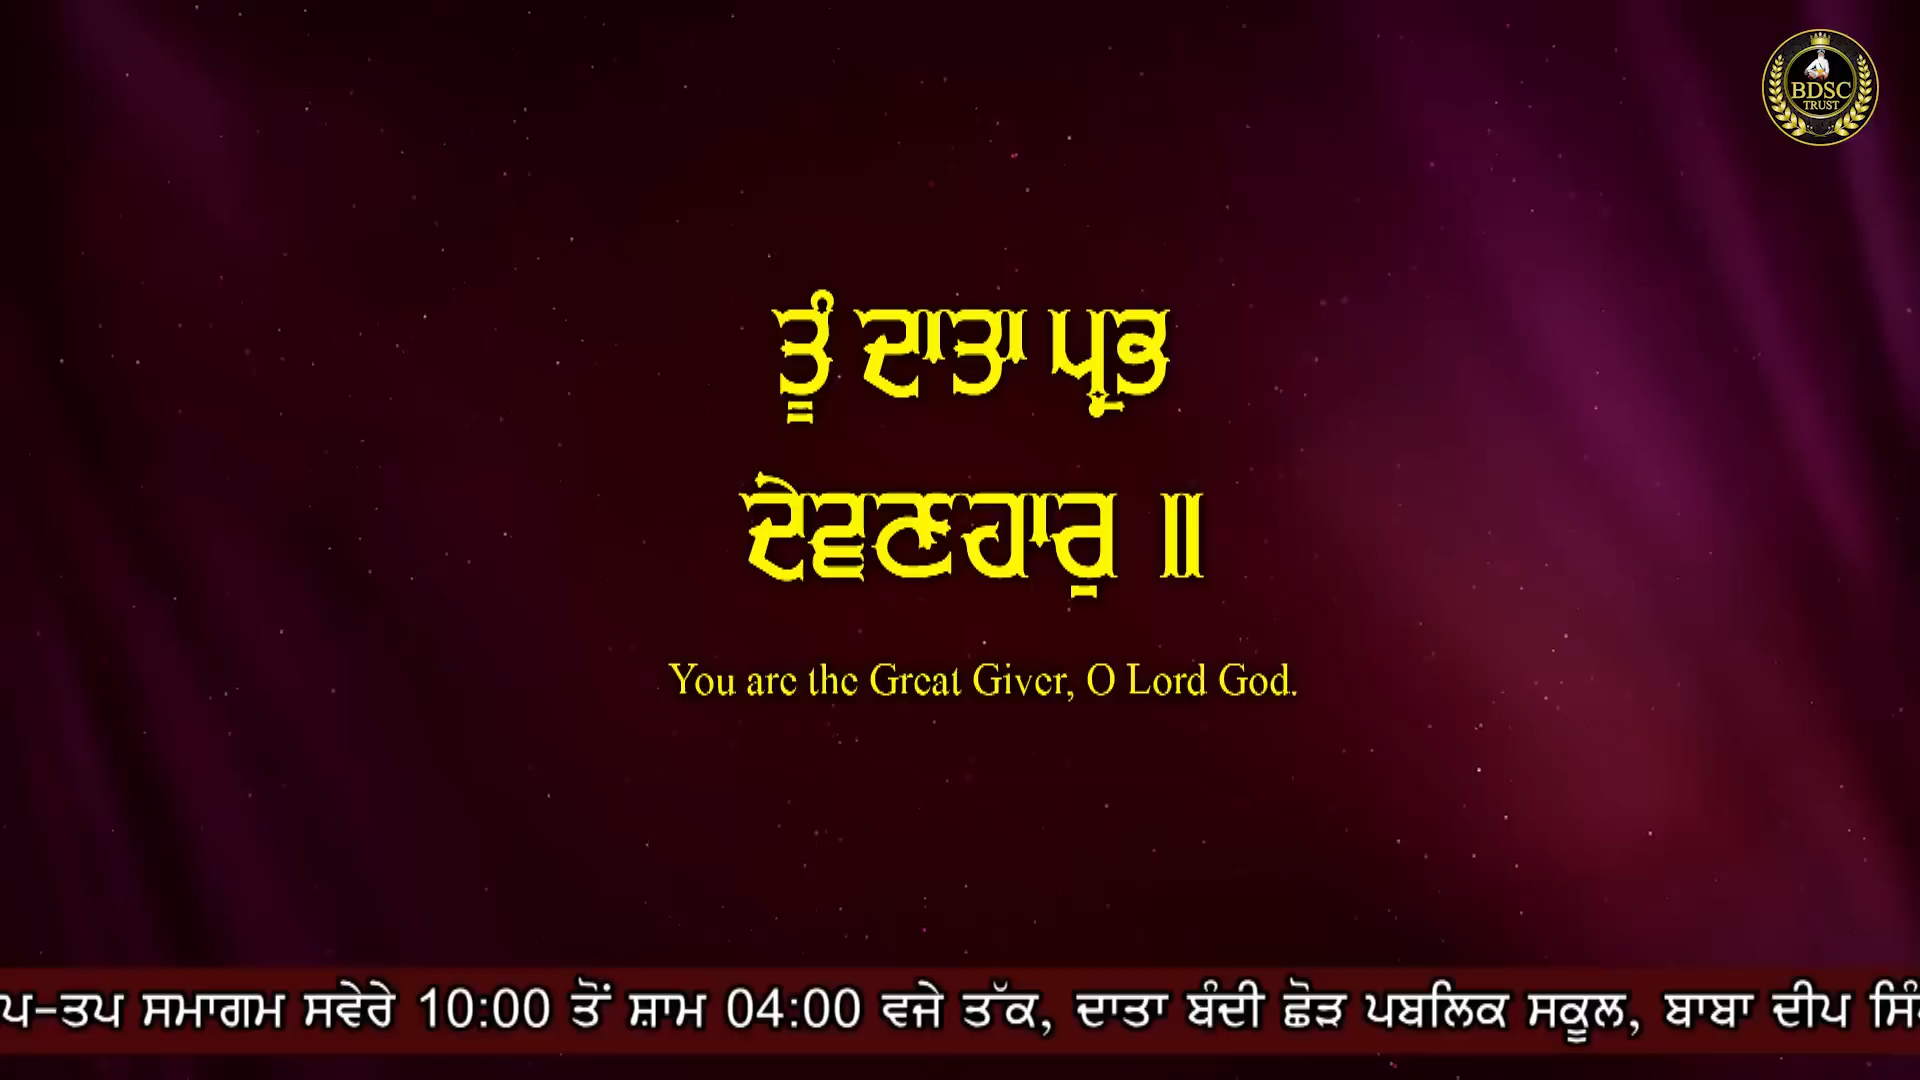 BDSC
TRUST
ਤੂੰ ਦਾਤਾ ਪ੍ਰਭ
ਦੇਵਣਹਾਰੁ ॥
You are the Great Giver, O Lord God.
ਪ-ਤਪ ਸਮਾਗਮ ਸਵੇਰੇ 10:00 ਤੋਂ ਸ਼ਾਮ 04:00 ਵਜੇ ਤੱਕ, ਦਾਤਾ ਬੰਦੀ ਛੋੜ ਪਬਲਿਕ ਸਕੂਲ, ਬਾਬਾ ਦੀਪ